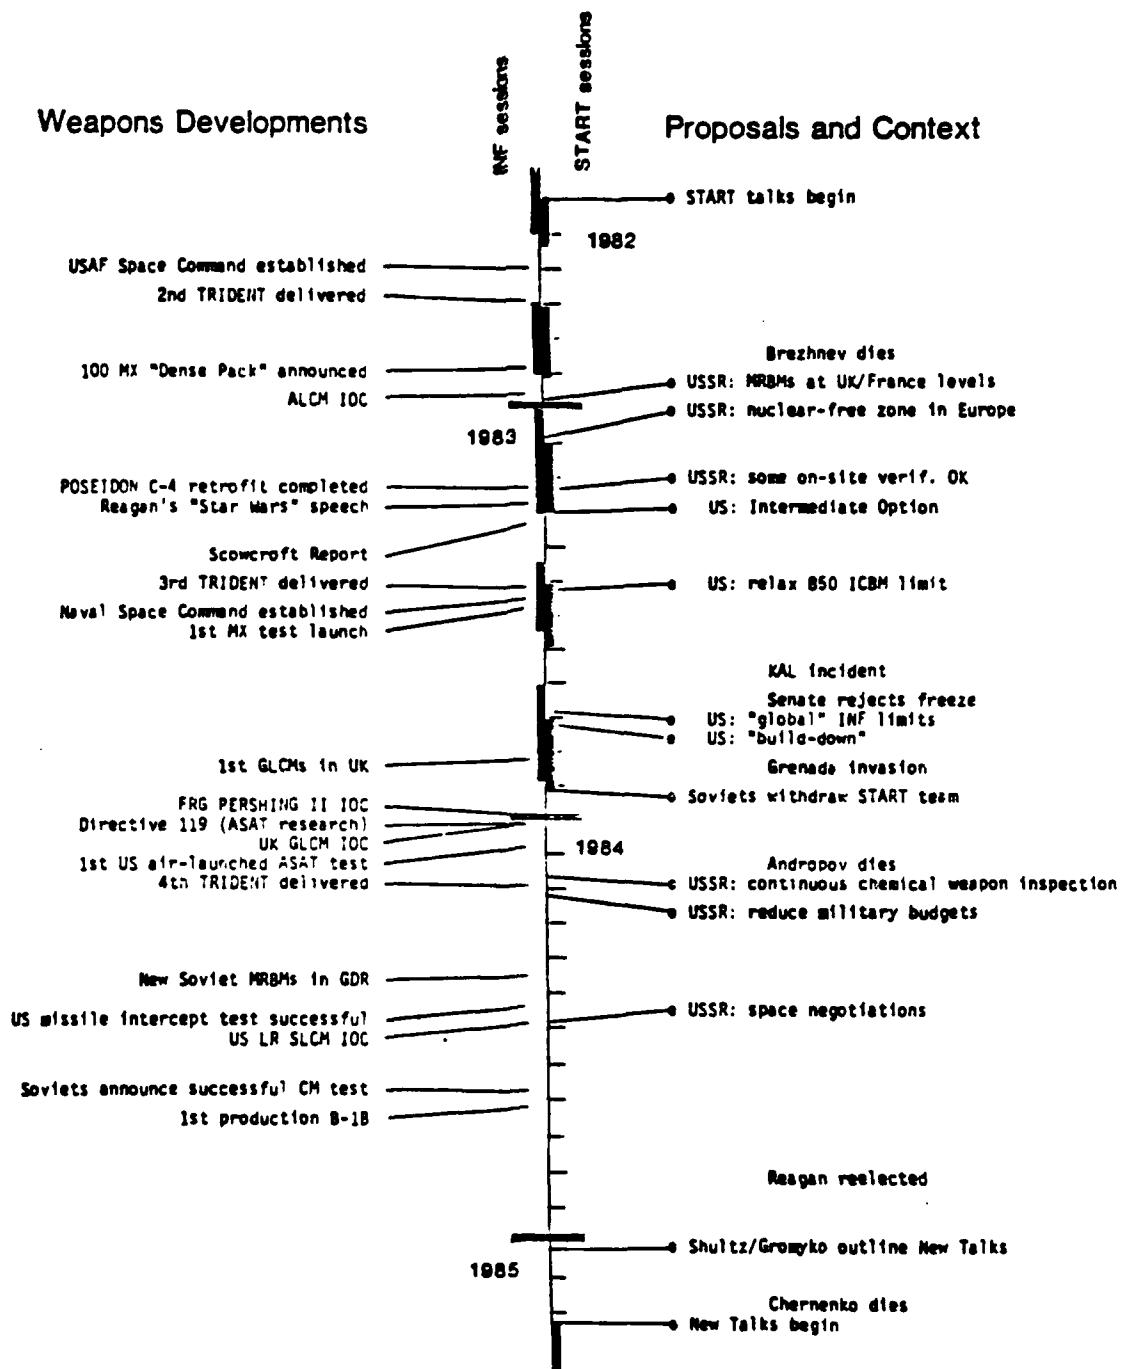 INF sessions
START sessions
Weapons Developments
Proposals and Context
START talks begin
1982
USAF Space Command established
2nd TRIDENT delivered
Brezhnev dies
100 MX "Dense Pack" announced
USSR: MRBMs at UK/France levels
ALCM IOC
USSR: nuclear-free zone in Europe
1983
USSR: some on-site verif. OK
POSEIDON C-4 retrofit completed
Reagan's "Star Wars" speech
US: Intermediate Option
Scowcroft Report
3rd TRIDENT delivered
US: relax 850 ICBM limit
Naval Space Command established
1st MX test launch
KAL incident
Senate rejects freeze
US: "global" INF limits
US: "build-down"
1st GLCMs in UK
Grenada invasion
Soviets withdraw START team
FRG PERSHING II IOC
Directive 119 (ASAT research)
UK GLCM IOC
1984
1st US air-launched ASAT test
Andropov dies
4th TRIDENT delivered
USSR: continuous chemical weapon inspection
USSR: reduce military budgets
New Soviet MRBMs in GDR
US missile intercept test successful
USSR: space negotiations
US LR SLCM IOC
Soviets announce successful CM test
1st production B-1B
Reagan reelected
Shultz/Gromyko outline New Talks
1985
Chernenko dies
New Talks begin